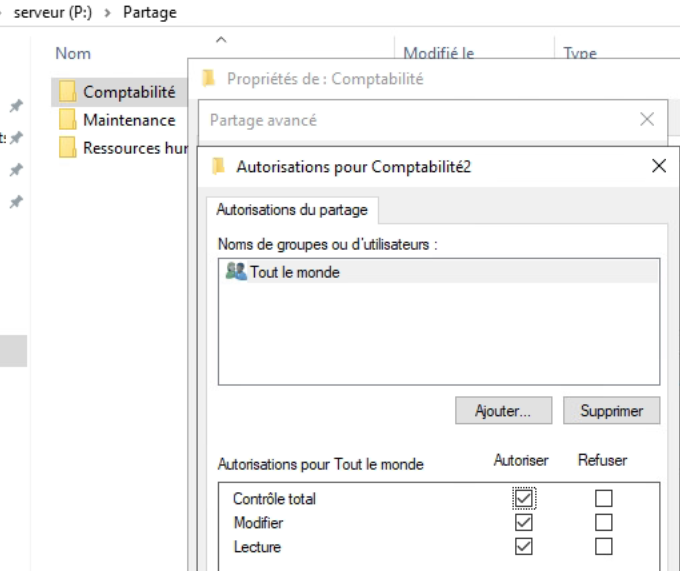 serveur (P:) > Partage
Nom Modifié le Type
Comptabilité
Maintenance
Ressources hur
Propriétés de : Comptabilité
Partage avancé
Autorisations pour Comptabilité2
Autorisations du partage
Noms de groupes ou d'utilisateurs :
Tout le monde
Ajouter... Supprimer
Autorisations pour Tout le monde Autoriser Refuser
Contrôle total
Modifier
Lecture